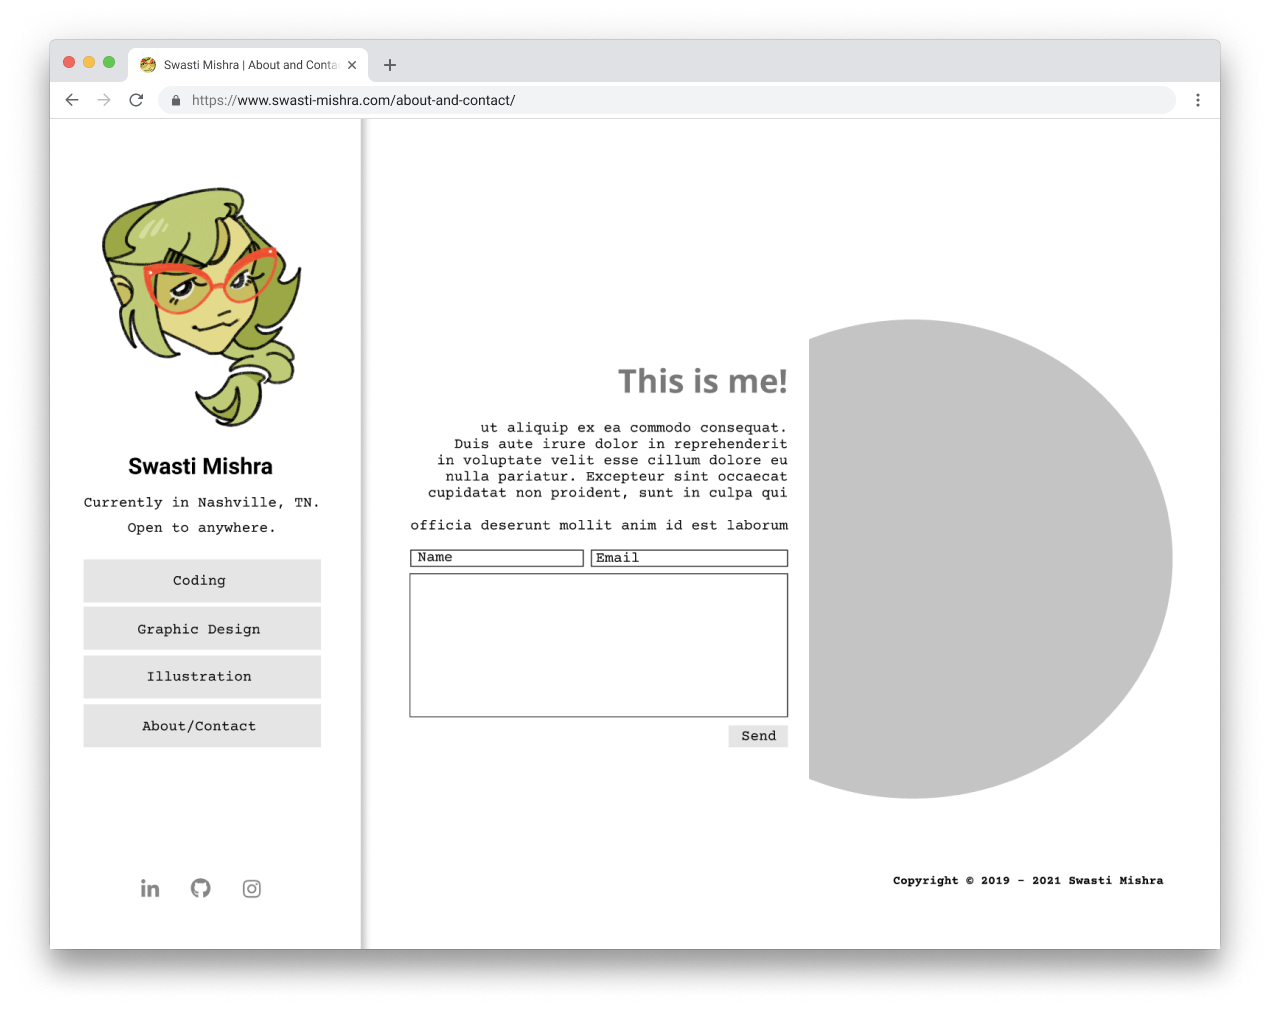 Swasti Mishra | About and Conta
https://www.swasti-mishra.com/about-and-contact/
Swasti Mishra
Currently in Nashville, TN.
Open to anywhere.
Coding
Graphic Design
Illustration
About/Contact
in
This is me!
ut aliquip ex ea commodo consequat.
Duis aute irure dolor in reprehenderit
in voluptate velit esse cillum dolore eu
nulla pariatur. Excepteur sint occaecat
cupidatat non proident, sunt in culpa qui
officia deserunt mollit anim id est laborum
Name Email
Send
Copyright © 2019 - 2021 Swasti Mishra